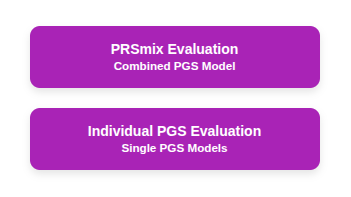 PRSmix Evaluation
Combined PGS Model
Individual PGS Evaluation
Single PGS Models